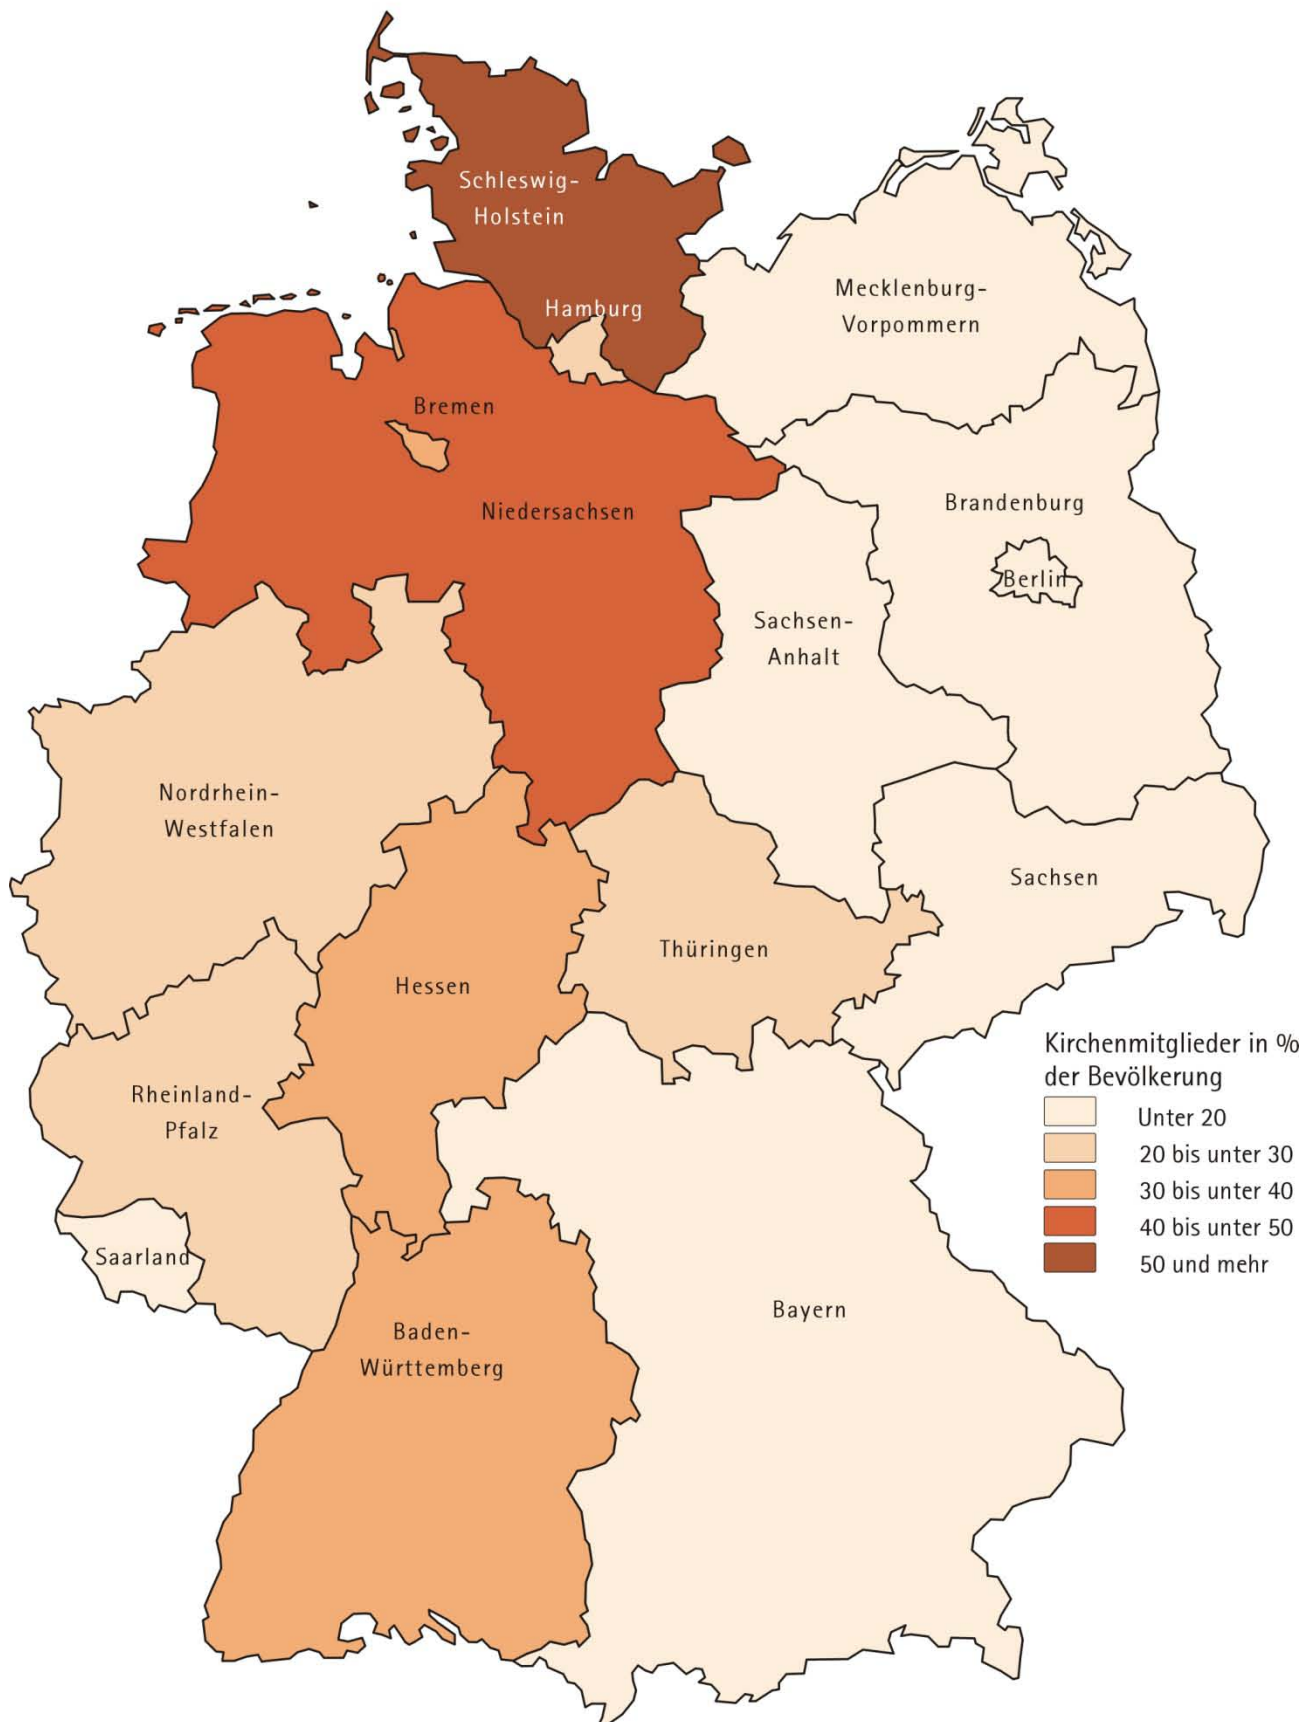 Schleswig-
Holstein
Hamburg
Mecklenburg-
Vorpommern
Bremen
Niedersachsen
Brandenburg
Berlin
Sachsen-
Anhalt
Nordrhein-
Westfalen
Sachsen
Thüringen
Hessen
Rheinland-
Pfalz
Saarland
Baden-
Württemberg
Bayern
Kirchenmitglieder in %
der Bevölkerung
Unter 20
20 bis unter 30
30 bis unter 40
40 bis unter 50
50 und mehr